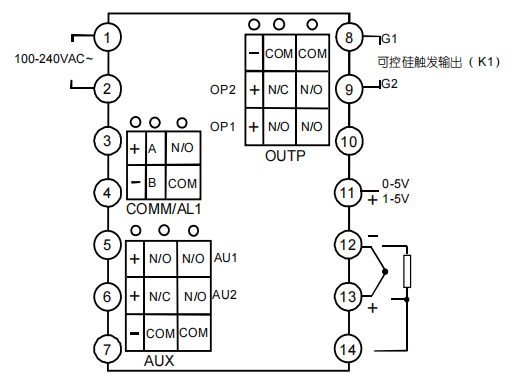 1
100-240VAC~
2
3
4
5
6
7
- COM COM
OP2 + N/C N/O
OP1 + N/O N/O
OUTP
+ A N/O
- B COM
COMM/AL1
+ N/O N/O AU1
+ N/C N/O AU2
- COM COM
AUX
8 G1
可控硅触发输出（K1）
9 G2
10
11 0-5V
+ 1-5V
12 -
13 +
14